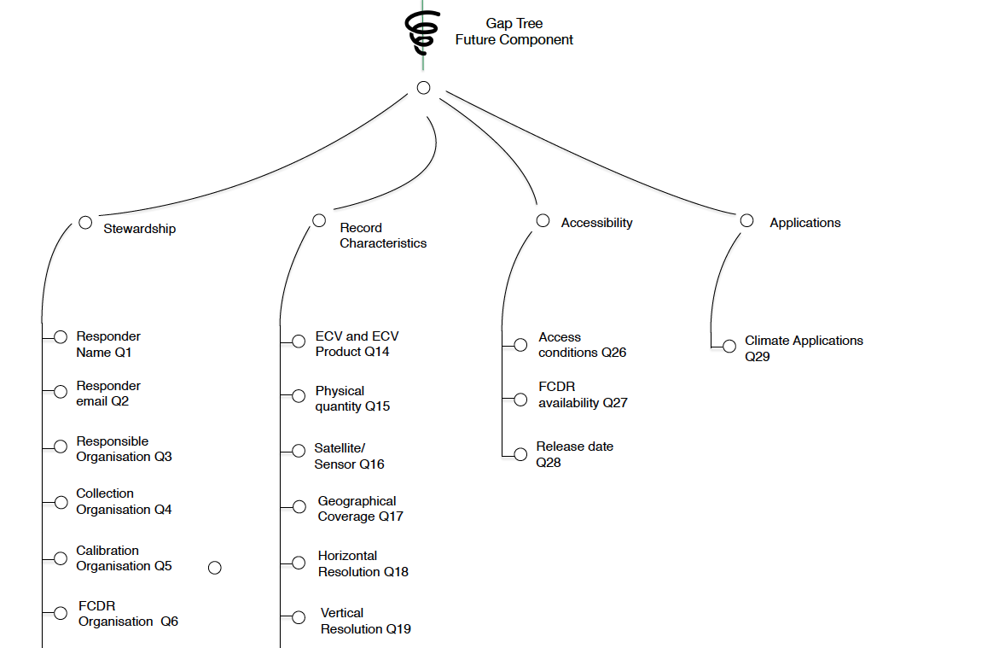 Gap Tree
Future Component
Stewardship
Record
Characteristics
Accessibility
Applications
Responder
Name Q1
Responder
email Q2
Responsible
Organisation Q3
Collection
Organisation Q4
Calibration
Organisation Q5
FCDR
Organisation  Q6
ECV and ECV
Product Q14
Physical
quantity Q15
Satellite/
Sensor Q16
Geographical
Coverage Q17
Horizontal
Resolution Q18
Vertical
Resolution Q19
Access
conditions Q26
FCDR
availability Q27
Release date
Q28
Climate Applications
Q29